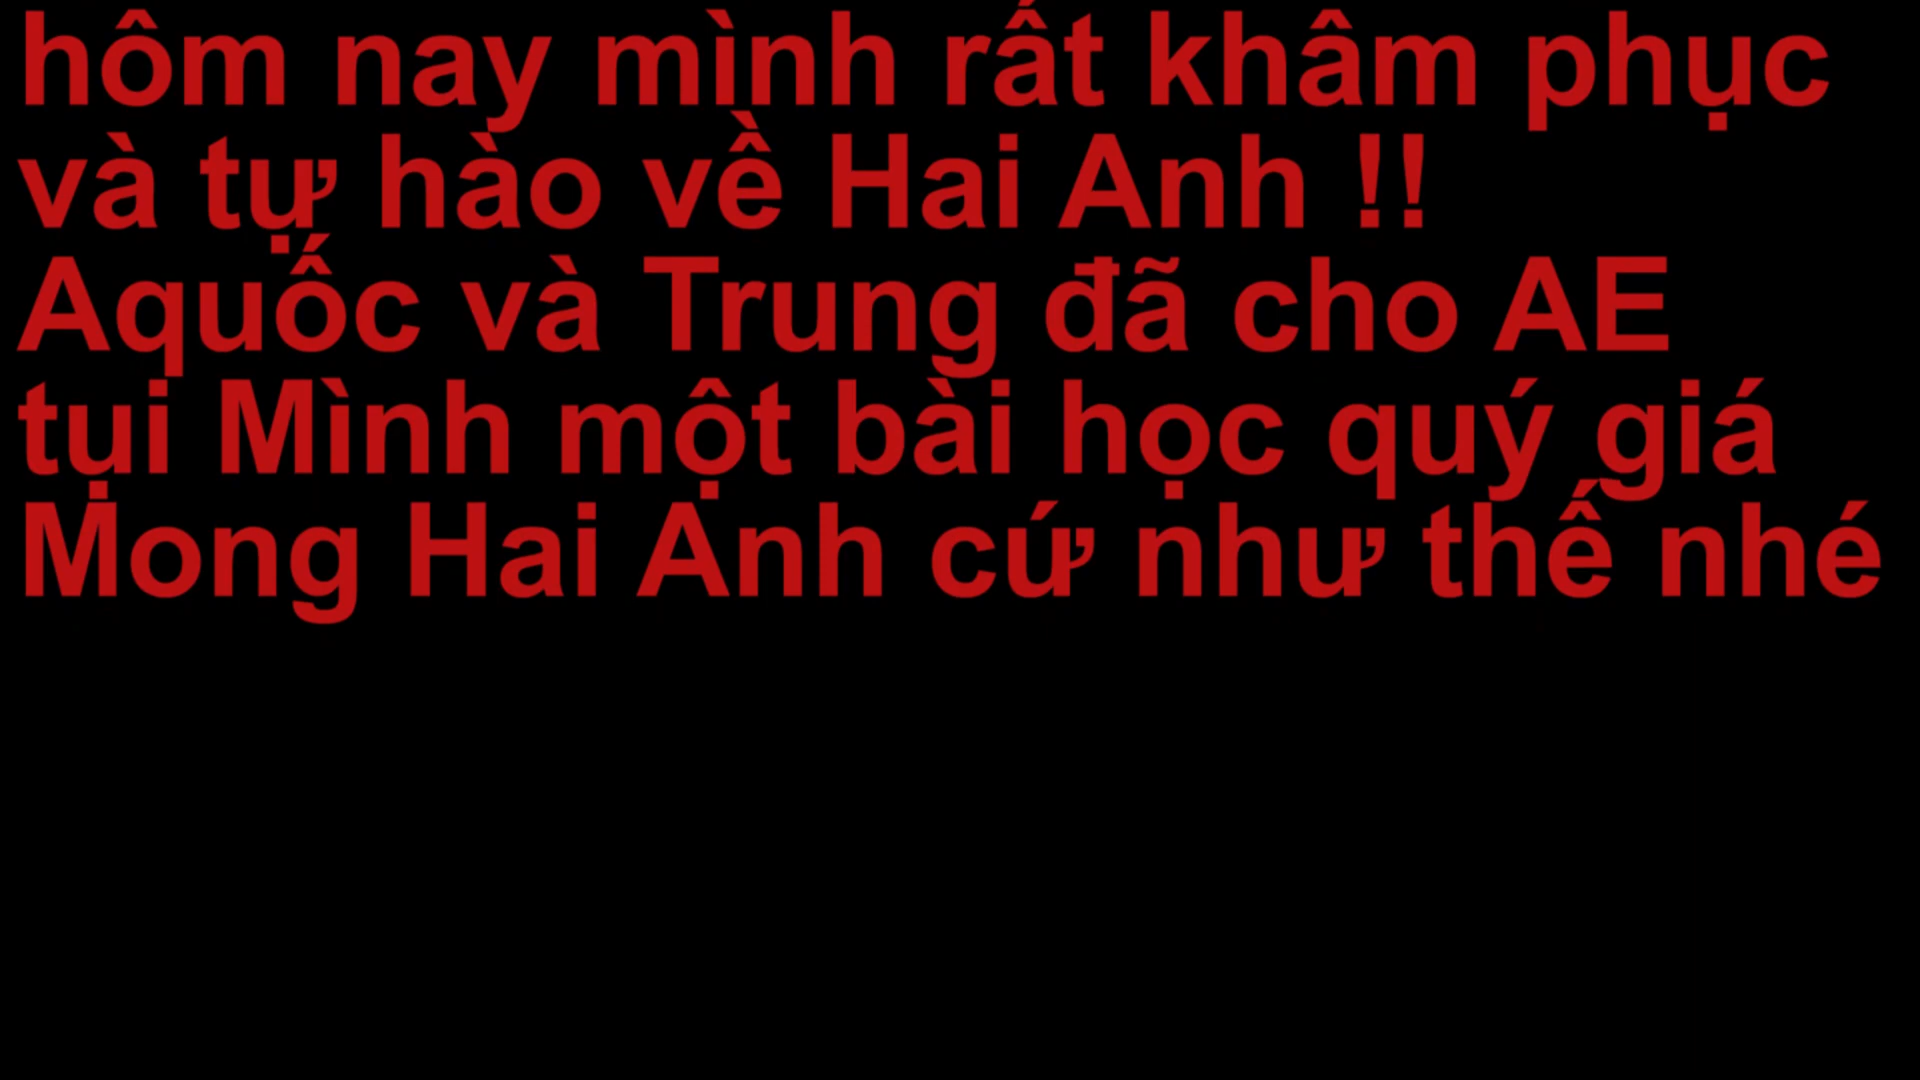 hôm nay mình rất khâm phục
và tự hào về Hai Anh !!
Aquốc và Trung đã cho AE
tụi Mình một bài học quý giá
Mong Hai Anh cứ như thế nhé